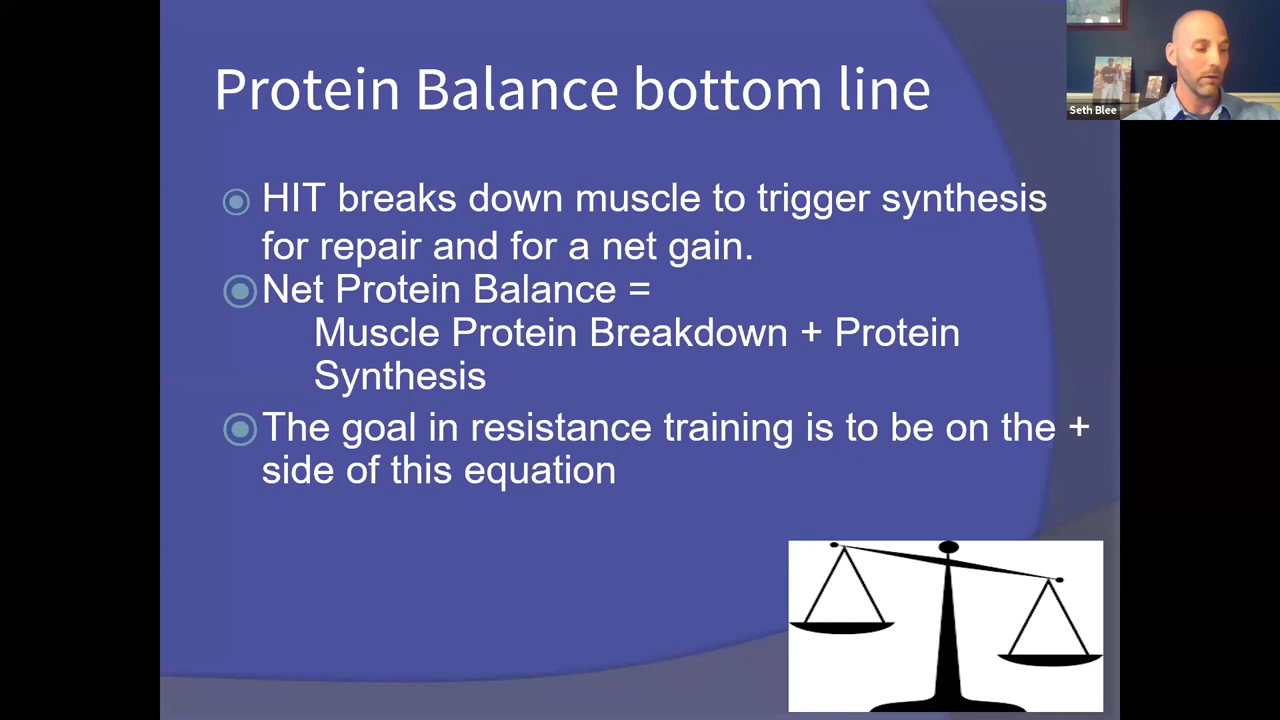 Protein Balance bottom line
HIT breaks down muscle to trigger synthesis
for repair and for a net gain.
Net Protein Balance =
Muscle Protein Breakdown + Protein
Synthesis
The goal in resistance training is to be on the +
side of this equation
Seth Blee